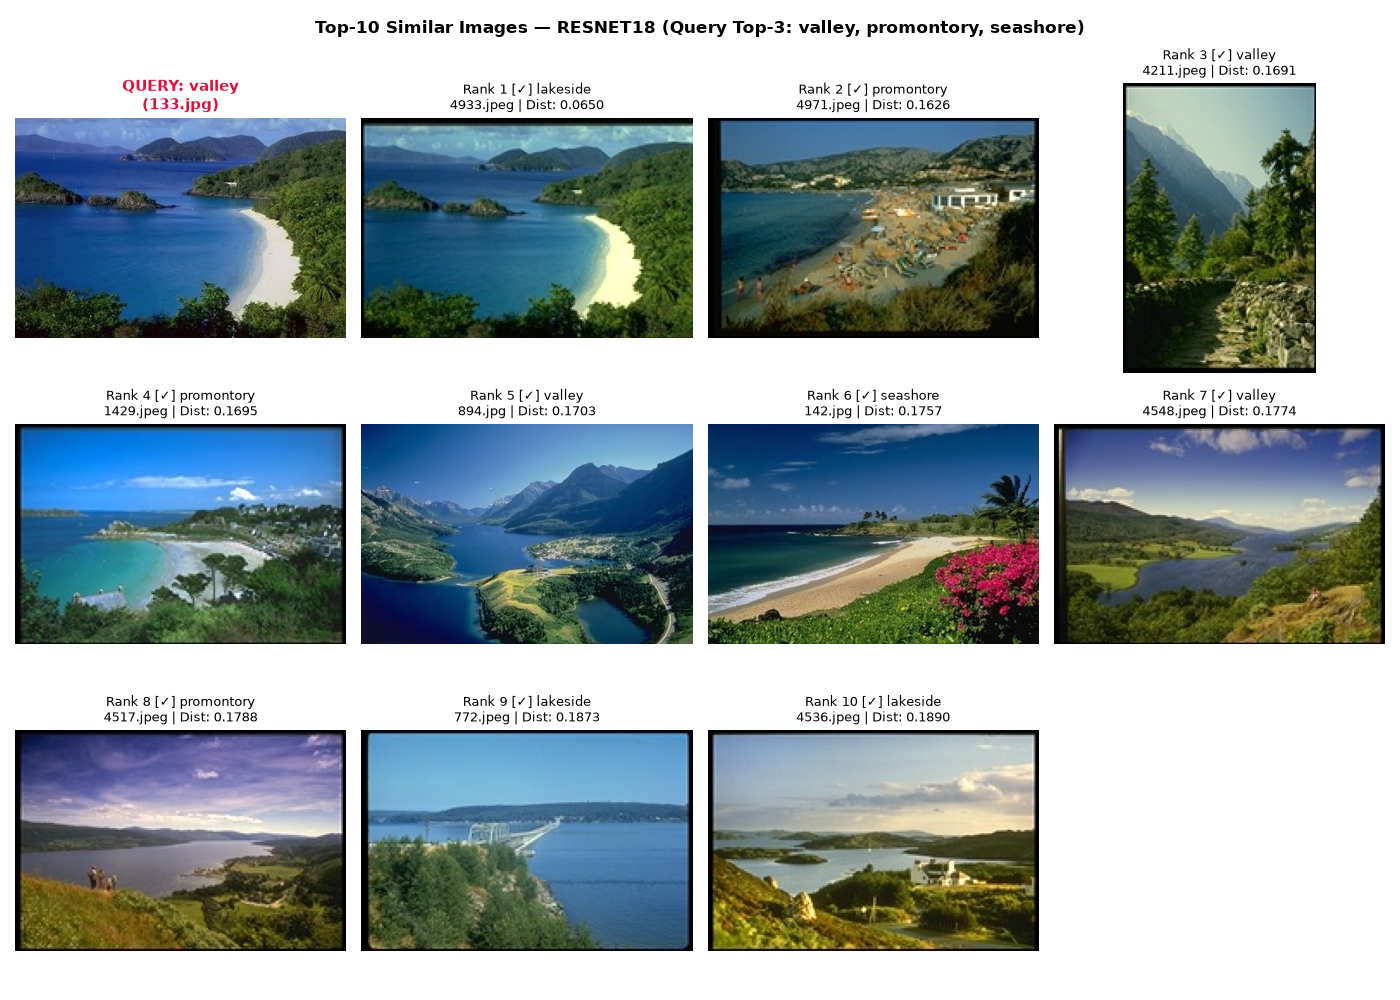 Top-10 Similar Images — RESNET18 (Query Top-3: valley, promontory, seashore)
QUERY: valley
(133.jpg)
Rank 1 [✓] lakeside
4933.jpeg | Dist: 0.0650
Rank 2 [✓] promontory
4971.jpeg | Dist: 0.1626
Rank 3 [✓] valley
4211.jpeg | Dist: 0.1691
Rank 4 [✓] promontory
1429.jpeg | Dist: 0.1695
Rank 5 [✓] valley
894.jpg | Dist: 0.1703
Rank 6 [✓] seashore
142.jpg | Dist: 0.1757
Rank 7 [✓] valley
4548.jpeg | Dist: 0.1774
Rank 8 [✓] promontory
4517.jpeg | Dist: 0.1788
Rank 9 [✓] lakeside
772.jpeg | Dist: 0.1873
Rank 10 [✓] lakeside
4536.jpeg | Dist: 0.1890